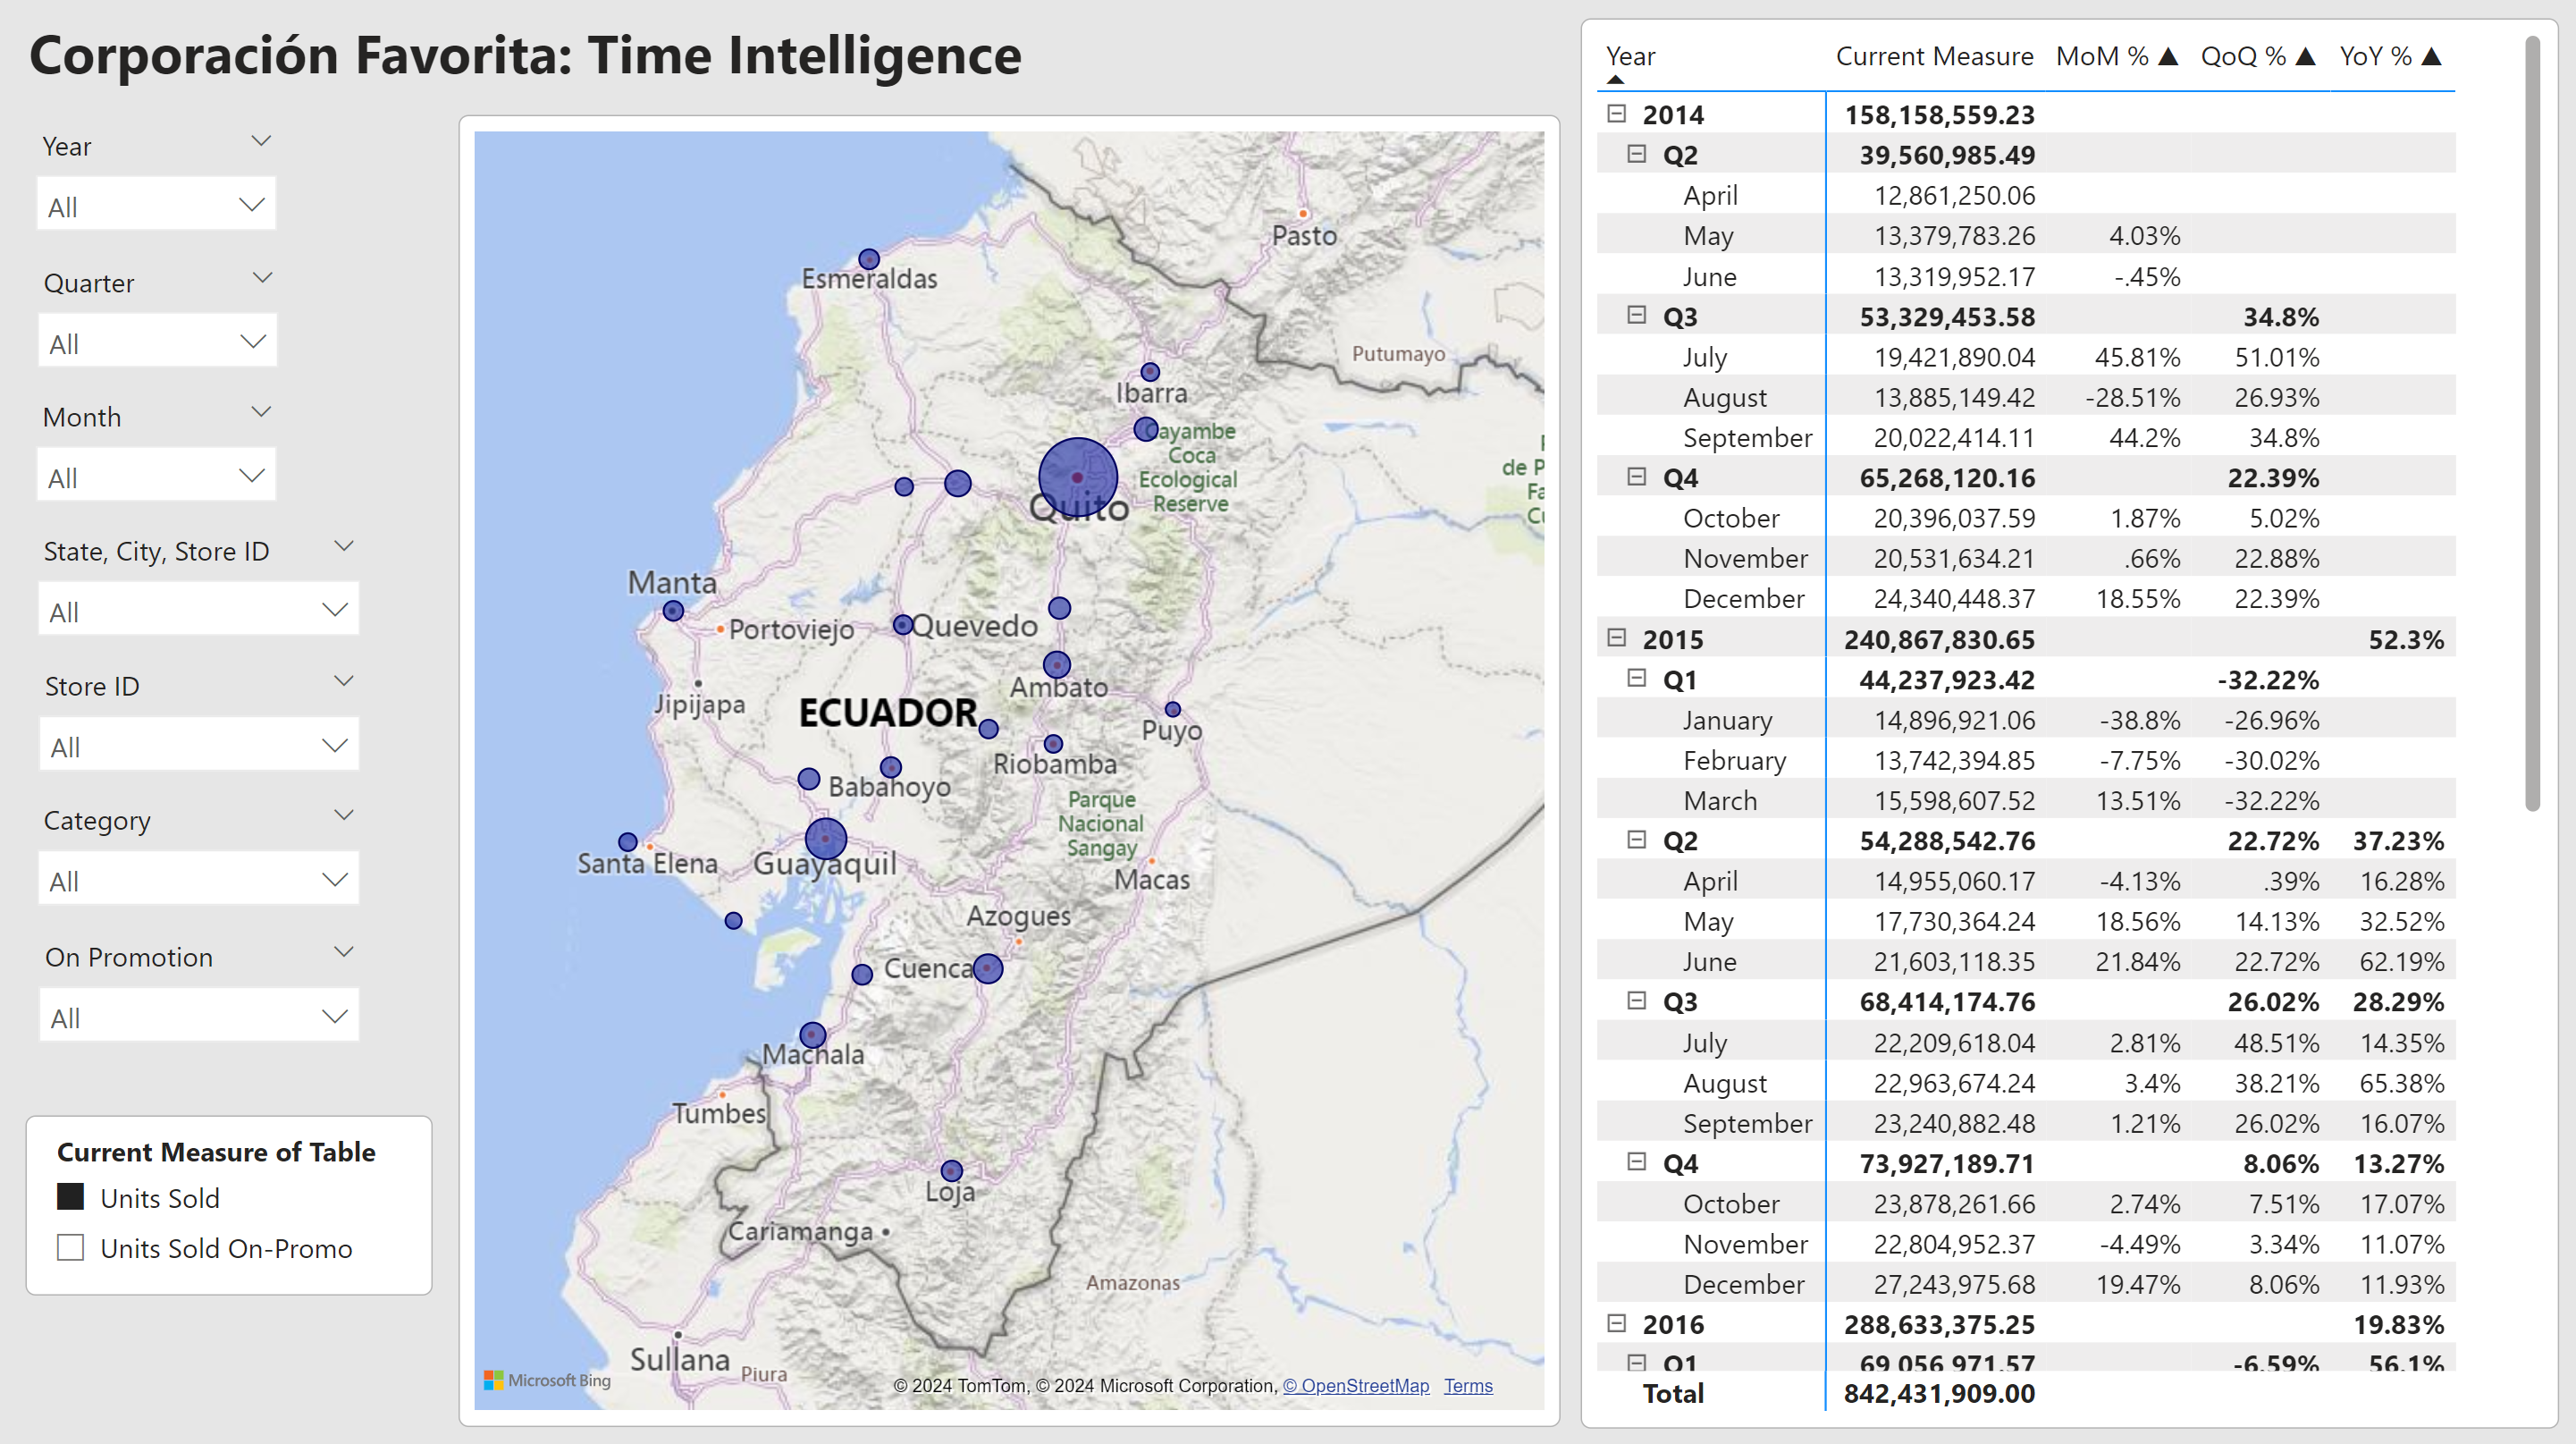 Corporación Favorita: Time Intelligence
Year
All
Quarter
All
Month
All
State, City, Store ID
All
Store ID
All
Category
All
On Promotion
All
Current Measure of Table
Units Sold
Units Sold On-Promo
Pasto
Esmeraldas
Putumayo
Ibarra
Cayambe
Coca
Ecological
Reserve
de P
Fa
Cu
Quito
Manta
Portoviejo
Quevedo
Ambato
Jipijapa
ECUADOR
Puyo
Riobamba
Babahoyo
Parque
Nacional
Sangay
Santa Elena
Guayaquil
Macas
Azogues
Cuenca
Machala
Tumbes
Loja
Cariamanga
Amazonas
Sullana
Piura
Microsoft Bing
© 2024 TomTom, © 2024 Microsoft Corporation, © OpenStreetMap Terms
Year Current Measure MoM % ▲ QoQ % ▲ YoY % ▲
2014 158,158,559.23
Q2 39,560,985.49
April 12,861,250.06
May 13,379,783.26 4.03%
June 13,319,952.17 -.45%
Q3 53,329,453.58 34.8%
July 19,421,890.04 45.81% 51.01%
August 13,885,149.42 -28.51% 26.93%
September 20,022,414.11 44.2% 34.8%
Q4 65,268,120.16 22.39%
October 20,396,037.59 1.87% 5.02%
November 20,531,634.21 .66% 22.88%
December 24,340,448.37 18.55% 22.39%
2015 240,867,830.65 52.3%
Q1 44,237,923.42 -32.22%
January 14,896,921.06 -38.8% -26.96%
February 13,742,394.85 -7.75% -30.02%
March 15,598,607.52 13.51% -32.22%
Q2 54,288,542.76 22.72% 37.23%
April 14,955,060.17 -4.13% .39% 16.28%
May 17,730,364.24 18.56% 14.13% 32.52%
June 21,603,118.35 21.84% 22.72% 62.19%
Q3 68,414,174.76 26.02% 28.29%
July 22,209,618.04 2.81% 48.51% 14.35%
August 22,963,674.24 3.4% 38.21% 65.38%
September 23,240,882.48 1.21% 26.02% 16.07%
Q4 73,927,189.71 8.06% 13.27%
October 23,878,261.66 2.74% 7.51% 17.07%
November 22,804,952.37 -4.49% 3.34% 11.07%
December 27,243,975.68 19.47% 8.06% 11.93%
2016 288,633,375.25 19.83%
Q1 69,056,971.57 -6.59% 56.1%
Total 842,431,909.00